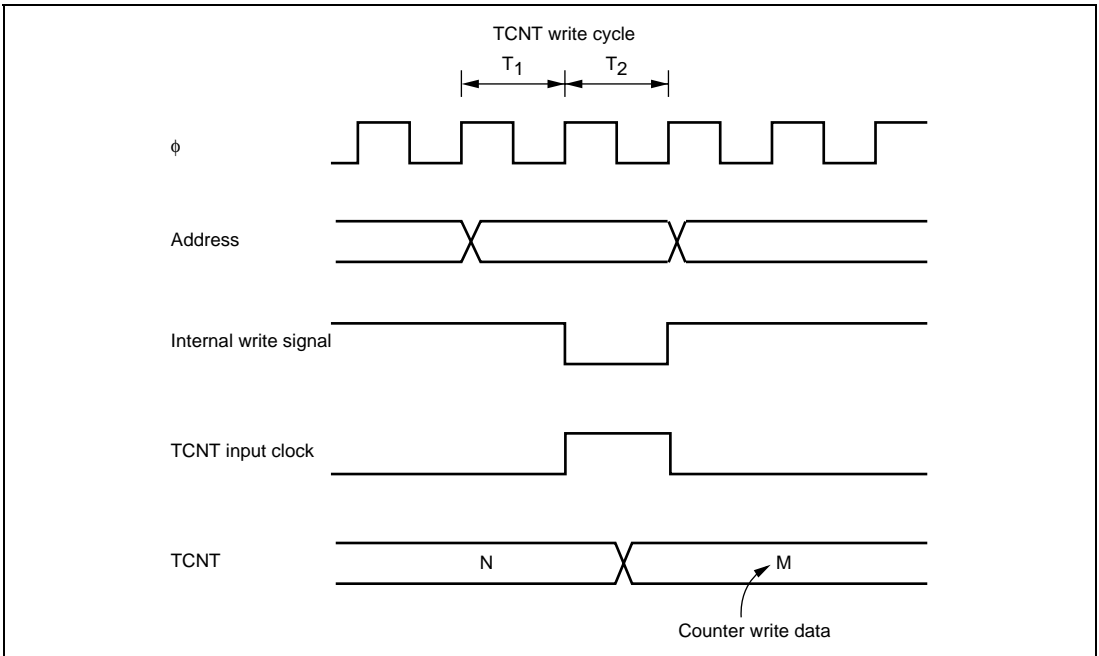 TCNT write cycle
T1 T2
ϕ
Address
Internal write signal
TCNT input clock
TCNT N M
Counter write data